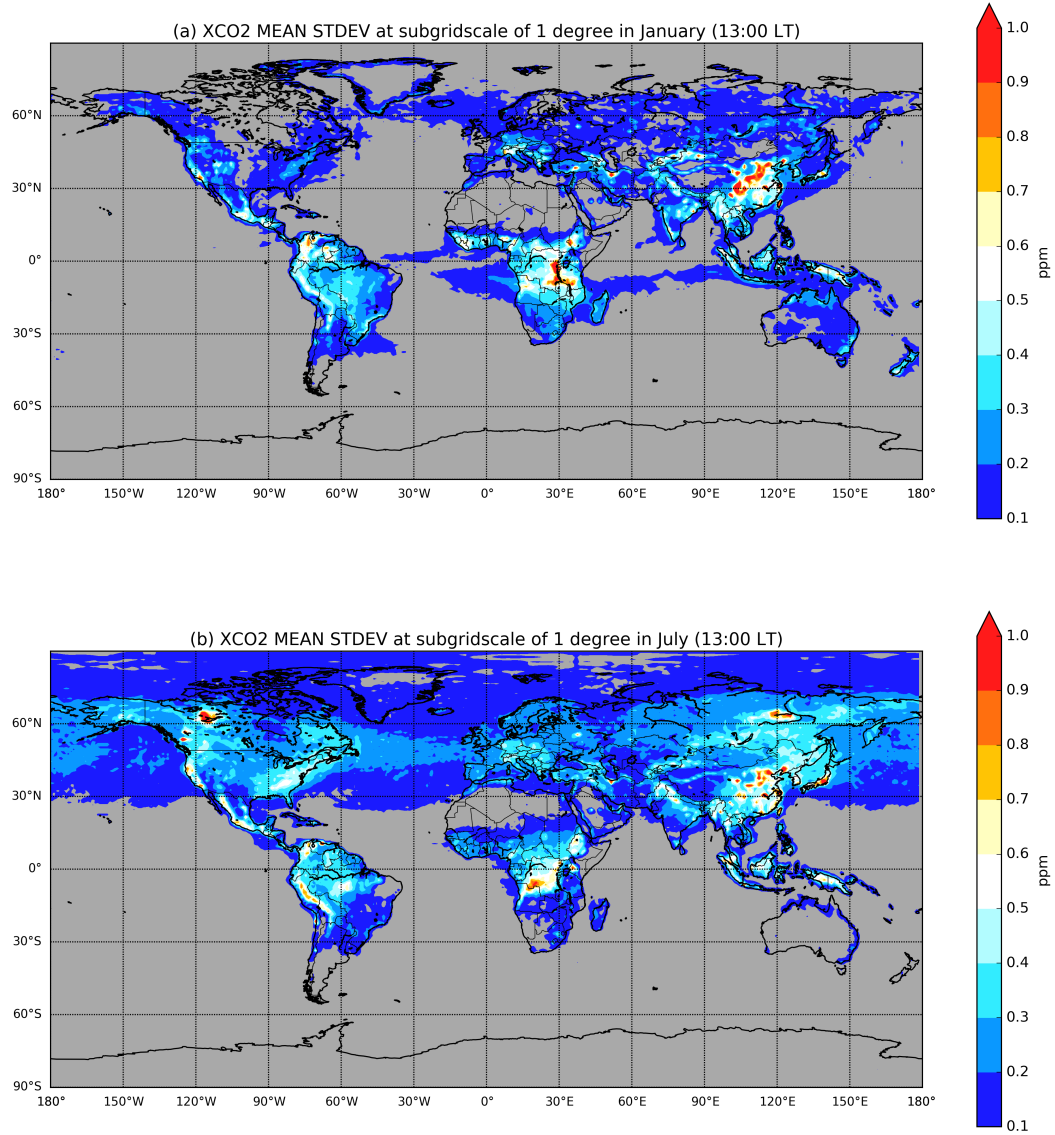 (a) XCO2 MEAN STDEV at subgridscale of 1 degree in January (13:00 LT)
60°N
30°N
0°
30°S
60°S
90°S
180° 150°W 120°W 90°W 60°W 30°W 0° 30°E 60°E 90°E 120°E 150°E 180°
1.0
0.9
0.8
0.7
0.6
0.5
0.4
0.3
0.2
0.1
ppm
(b) XCO2 MEAN STDEV at subgridscale of 1 degree in July (13:00 LT)
60°N
30°N
0°
30°S
60°S
90°S
180° 150°W 120°W 90°W 60°W 30°W 0° 30°E 60°E 90°E 120°E 150°E 180°
1.0
0.9
0.8
0.7
0.6
0.5
0.4
0.3
0.2
0.1
ppm